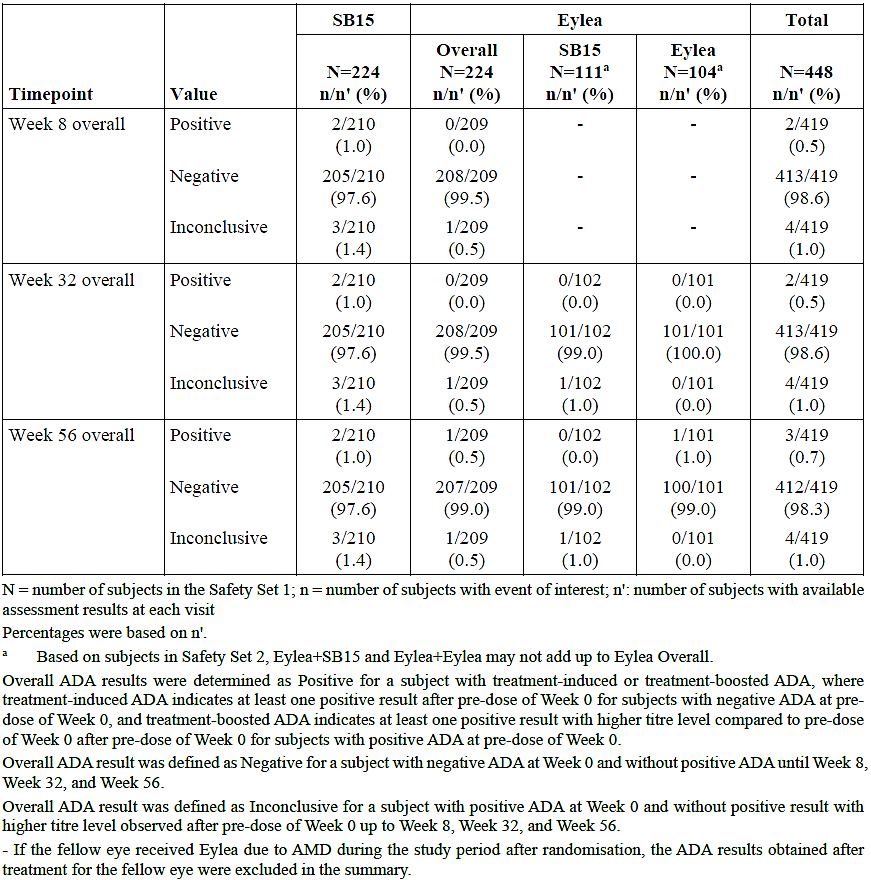 SB15 Eylea Total
Overall SB15 Eylea
N=224 N=224 N=111ᵃ N=104ᵃ N=448
Timepoint Value n/n' (%) n/n' (%) n/n' (%) n/n' (%) n/n' (%)
Week 8 overall Positive 2/210 0/209 - - 2/419
(1.0) (0.0) (0.5)
Negative 205/210 208/209 - - 413/419
(97.6) (99.5) (98.6)
Inconclusive 3/210 1/209 - - 4/419
(1.4) (0.5) (1.0)
Week 32 overall Positive 2/210 0/209 0/102 0/101 2/419
(1.0) (0.0) (0.0) (0.0) (0.5)
Negative 205/210 208/209 101/102 101/101 413/419
(97.6) (99.5) (99.0) (100.0) (98.6)
Inconclusive 3/210 1/209 1/102 0/101 4/419
(1.4) (0.5) (1.0) (0.0) (1.0)
Week 56 overall Positive 2/210 1/209 0/102 1/101 3/419
(1.0) (0.5) (0.0) (1.0) (0.7)
Negative 205/210 207/209 101/102 100/101 412/419
(97.6) (99.0) (99.0) (99.0) (98.3)
Inconclusive 3/210 1/209 1/102 0/101 4/419
(1.4) (0.5) (1.0) (0.0) (1.0)
N = number of subjects in the Safety Set 1; n = number of subjects with event of interest; n': number of subjects with available
assessment results at each visit
Percentages were based on n'.
ᵃ Based on subjects in Safety Set 2, Eylea+SB15 and Eylea+Eylea may not add up to Eylea Overall.
Overall ADA results were determined as Positive for a subject with treatment-induced or treatment-boosted ADA, where
treatment-induced ADA indicates at least one positive result after pre-dose of Week 0 for subjects with negative ADA at pre-
dose of Week 0, and treatment-boosted ADA indicates at least one positive result with higher titre level compared to pre-dose
of Week 0 after pre-dose of Week 0 for subjects with positive ADA at pre-dose of Week 0.
Overall ADA result was defined as Negative for a subject with negative ADA at Week 0 and without positive ADA until Week 8,
Week 32, and Week 56.
Overall ADA result was defined as Inconclusive for a subject with positive ADA at Week 0 and without positive result with
higher titre level observed after pre-dose of Week 0 up to Week 8, Week 32, and Week 56.
- If the fellow eye received Eylea due to AMD during the study period after randomisation, the ADA results obtained after
treatment for the fellow eye were excluded in the summary.